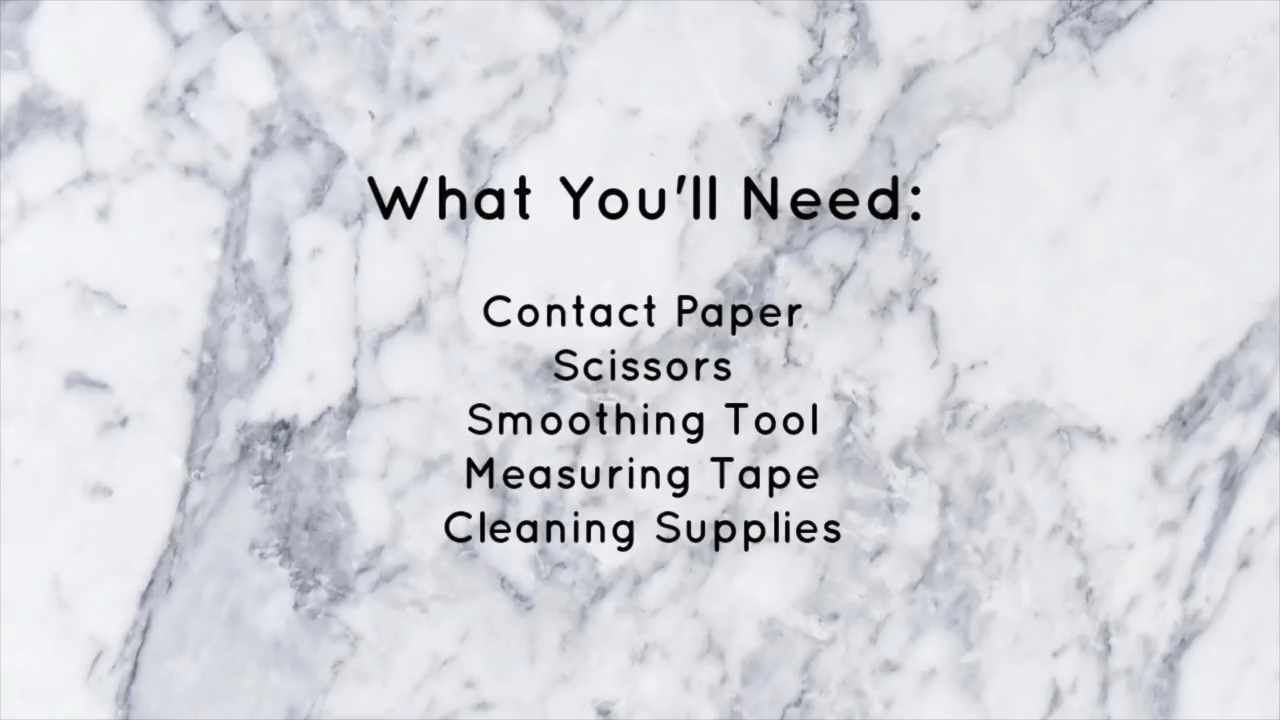 What You'll Need:
Contact Paper
Scissors
Smoothing Tool
Measuring Tape
Cleaning Supplies